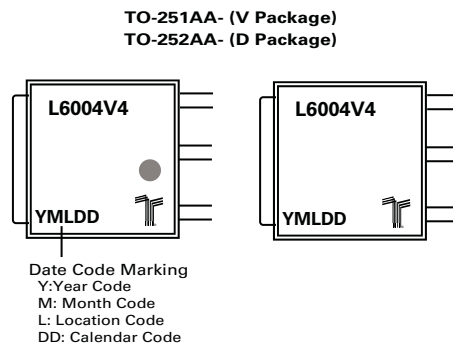 TO-251AA- (V Package)
TO-252AA- (D Package)
L6004V4
YMLDD
L6004V4
YMLDD
Date Code Marking
Y:Year Code
M: Month Code
L: Location Code
DD: Calendar Code